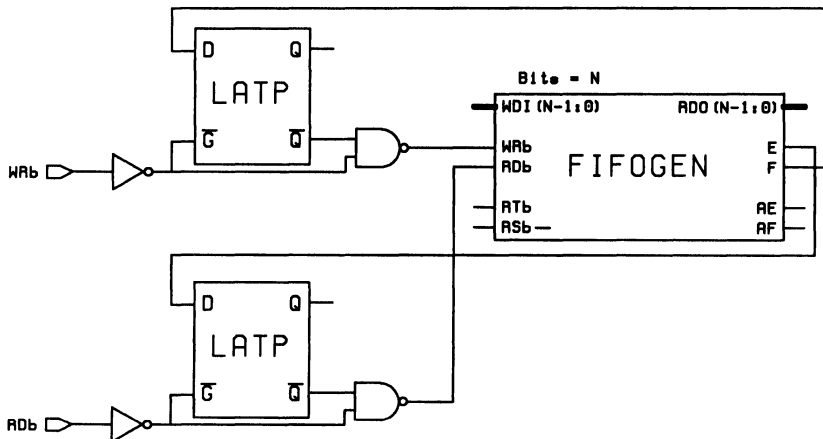 D Q
LATP
G Q
WRb
Bits = N
WDI (N-1:0) RDO (N-1:0)
WRb E
RDb FIFOGEN F
RTb AE
RSb AF
D Q
LATP
G Q
RDb